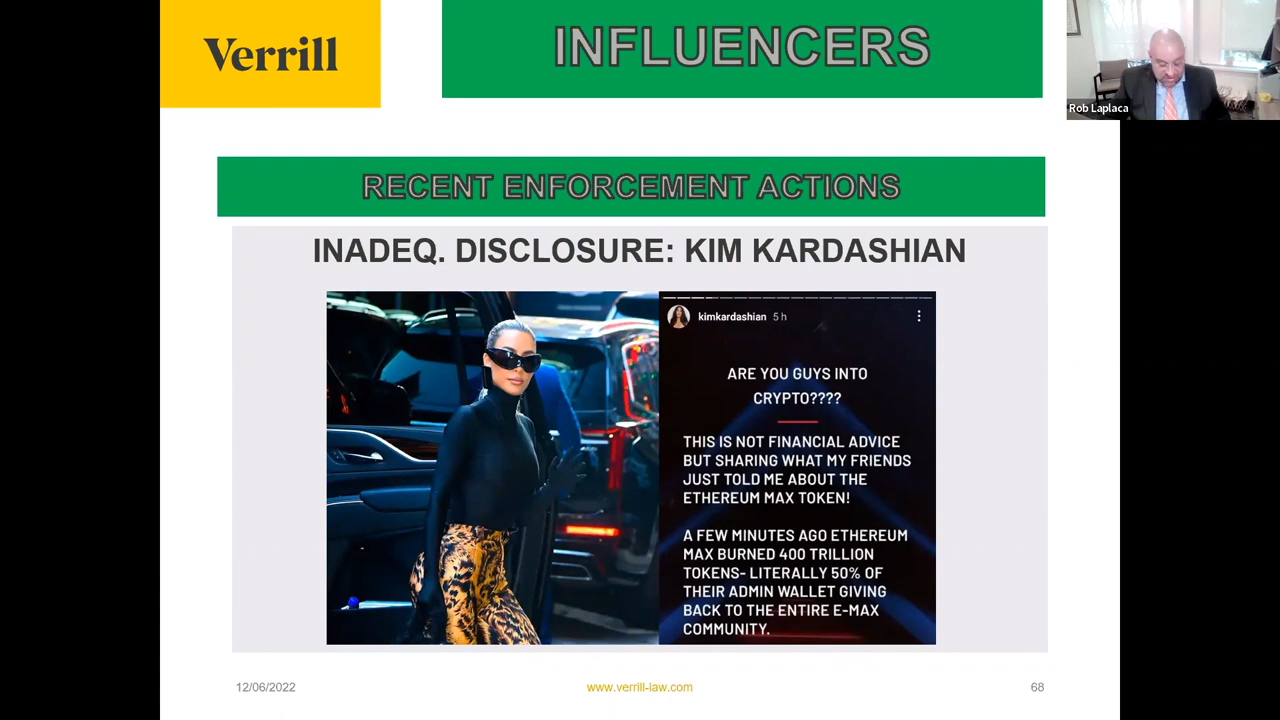 Verrill
INFLUENCERS
Rob Laplaca
RECENT ENFORCEMENT ACTIONS
INADEQ. DISCLOSURE: KIM KARDASHIAN
kimkardashian 5 h
ARE YOU GUYS INTO
CRYPTO????
THIS IS NOT FINANCIAL ADVICE
BUT SHARING WHAT MY FRIENDS
JUST TOLD ME ABOUT THE
ETHEREUM MAX TOKEN!
A FEW MINUTES AGO ETHEREUM
MAX BURNED 400 TRILLION
TOKENS- LITERALLY 50% OF
THEIR ADMIN WALLET GIVING
BACK TO THE ENTIRE E-MAX
COMMUNITY.
12/06/2022
www.verrill-law.com
68